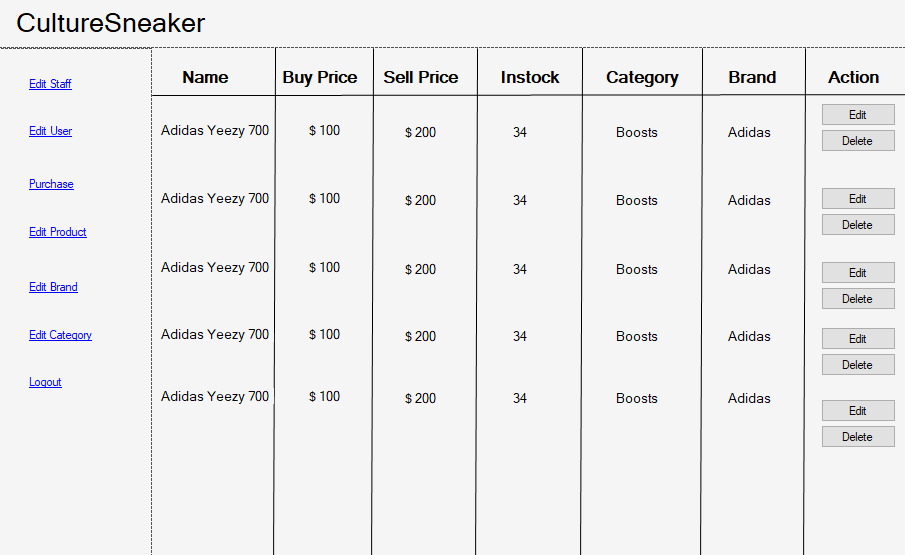 CultureSneaker
Edit Staff
Edit User
Purchase
Edit Product
Edit Brand
Edit Category
Logout
Name Buy Price Sell Price Instock Category Brand Action
Adidas Yeezy 700 $ 100 $ 200 34 Boosts Adidas Edit
Delete
Adidas Yeezy 700 $ 100 $ 200 34 Boosts Adidas Edit
Delete
Adidas Yeezy 700 $ 100 $ 200 34 Boosts Adidas Edit
Delete
Adidas Yeezy 700 $ 100 $ 200 34 Boosts Adidas Edit
Delete
Adidas Yeezy 700 $ 100 $ 200 34 Boosts Adidas Edit
Delete